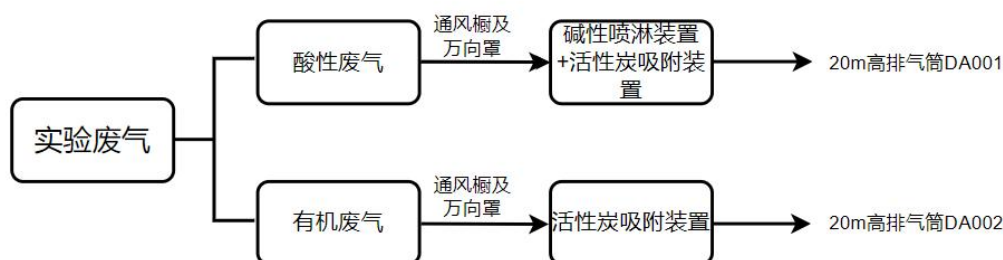 实验废气
酸性废气
通风橱及
万向罩
碱性喷淋装置
+活性炭吸附装
置
20m高排气筒DA001
有机废气
通风橱及
万向罩
活性炭吸附装置
20m高排气筒DA002